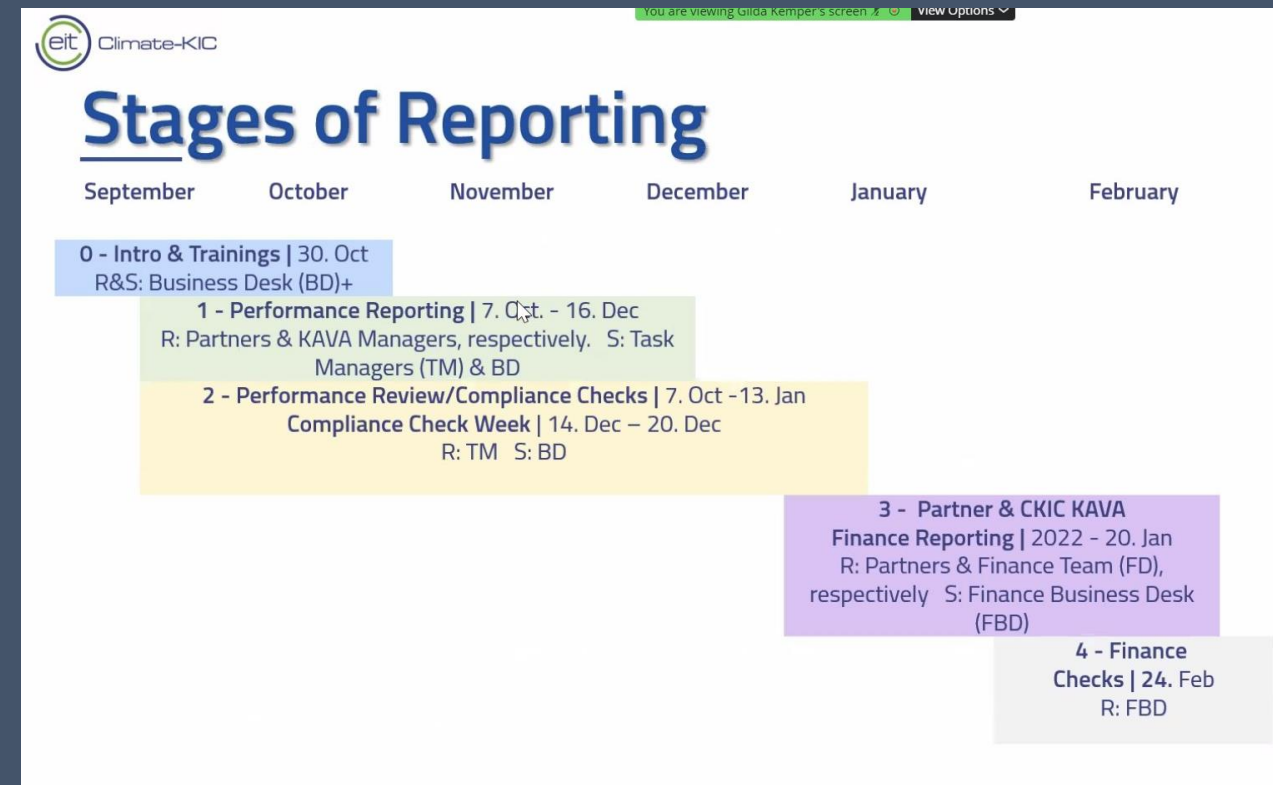 You are viewing Gilda Kemper's screen View Options
eit Climate-KIC
Stages of Reporting
September October November December January February
0 - Intro & Trainings | 30. Oct
R&S: Business Desk (BD)+
1 - Performance Reporting | 7. Oct. - 16. Dec
R: Partners & KAVA Managers, respectively. S: Task
Managers (TM) & BD
2 - Performance Review/Compliance Checks | 7. Oct -13. Jan
Compliance Check Week | 14. Dec – 20. Dec
R: TM S: BD
3 - Partner & CKIC KAVA
Finance Reporting | 2022 - 20. Jan
R: Partners & Finance Team (FD),
respectively S: Finance Business Desk
(FBD)
4 - Finance
Checks | 24. Feb
R: FBD